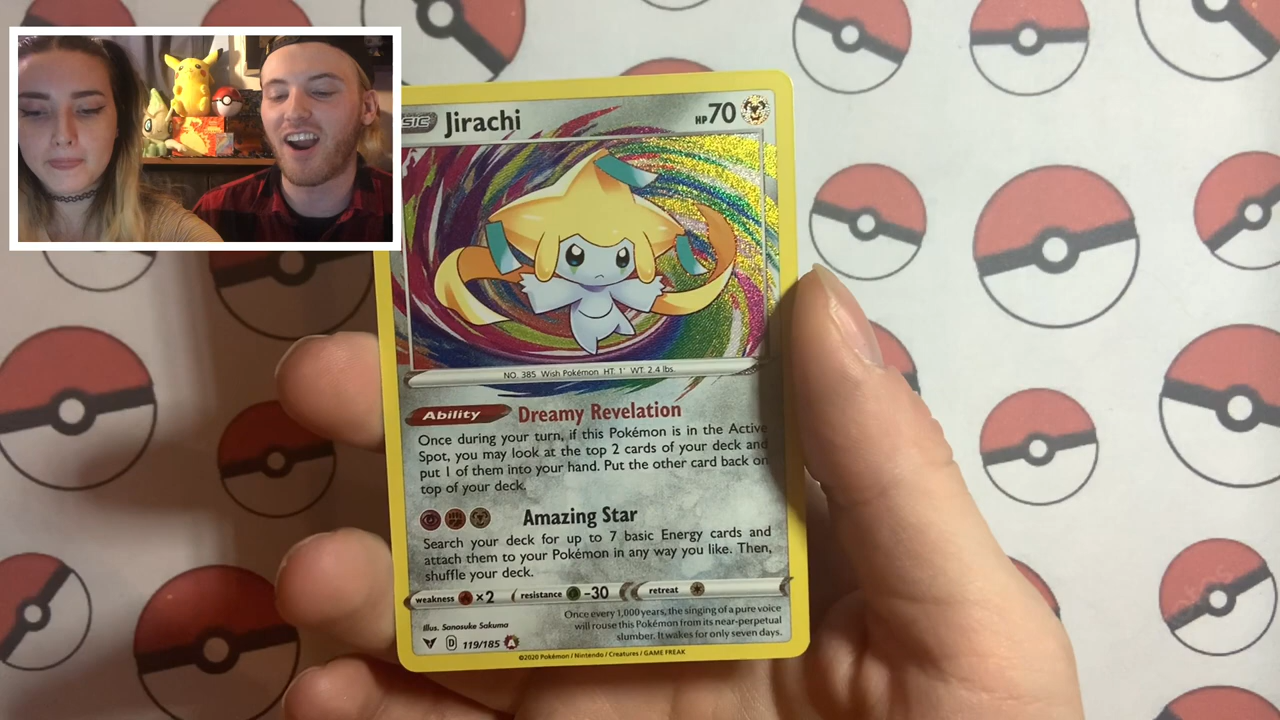 SIC Jirachi HP70
NO. 385 Wish Pokémon HT. 1' WT. 2.4 lbs.
Ability Dreamy Revelation
Once during your turn, if this Pokémon is in the Active
Spot, you may look at the top 2 cards of your deck and
put 1 of them into your hand. Put the other card back on
top of your deck.
Amazing Star
Search your deck for up to 7 basic Energy cards and
attach them to your Pokémon in any way you like. Then,
shuffle your deck.
weakness ×2 resistance -30 retreat
Illus. Sanosuke Sakuma
Once every 1,000 years, the singing of a pure voice
will rouse this Pokémon from its near-perpetual
slumber. It wakes for only seven days.
D 119/185 A
©2020 Pokémon / Nintendo / Creatures / GAME FREAK